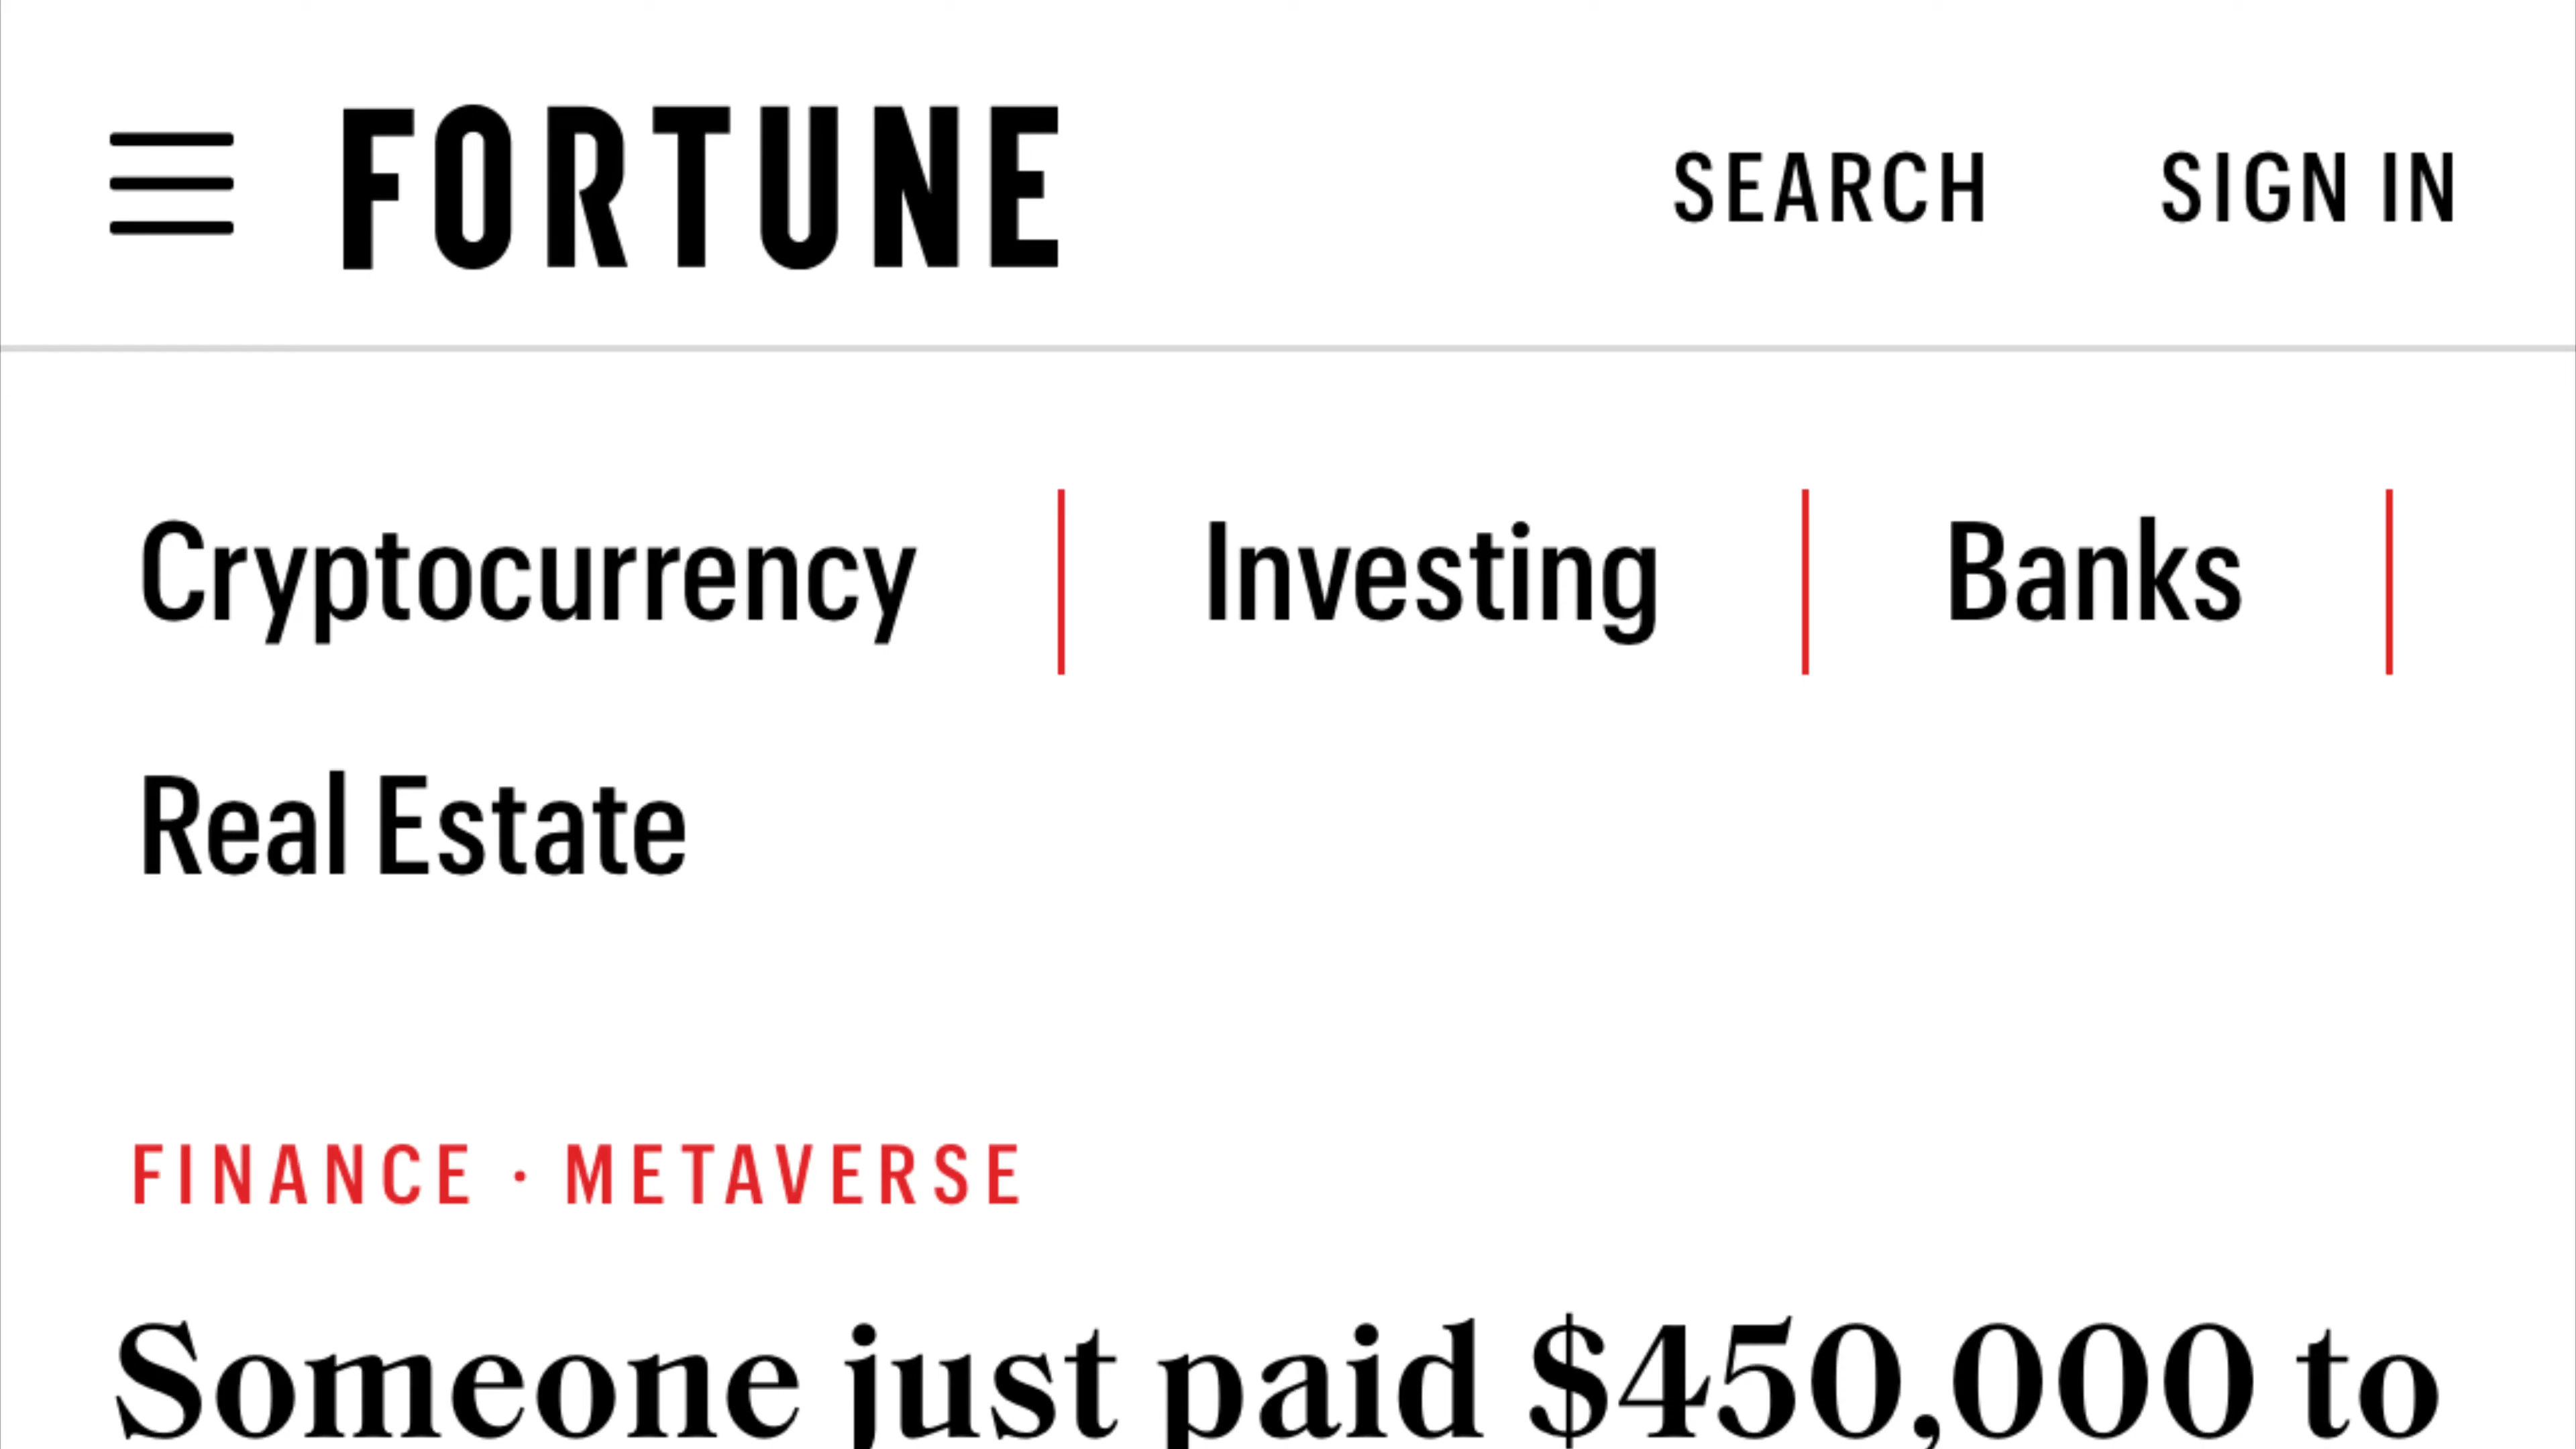 FORTUNE SEARCH SIGN IN
Cryptocurrency Investing Banks
Real Estate
FINANCE · METAVERSE
Someone just paid $450,000 to